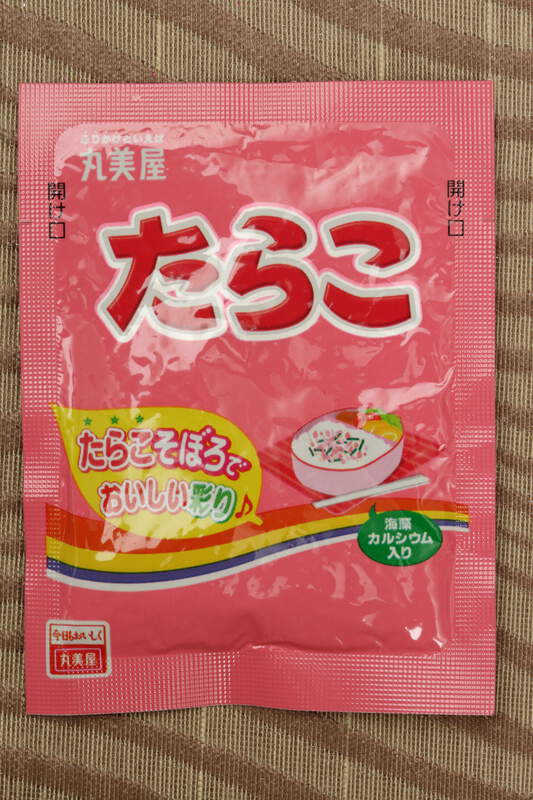 ふりかけといえば
丸美屋
開け口
開け口
たらこ
たらこそぼろで
おいしい彩り
海藻
カルシウム
入り
今日もおいしく
丸美屋